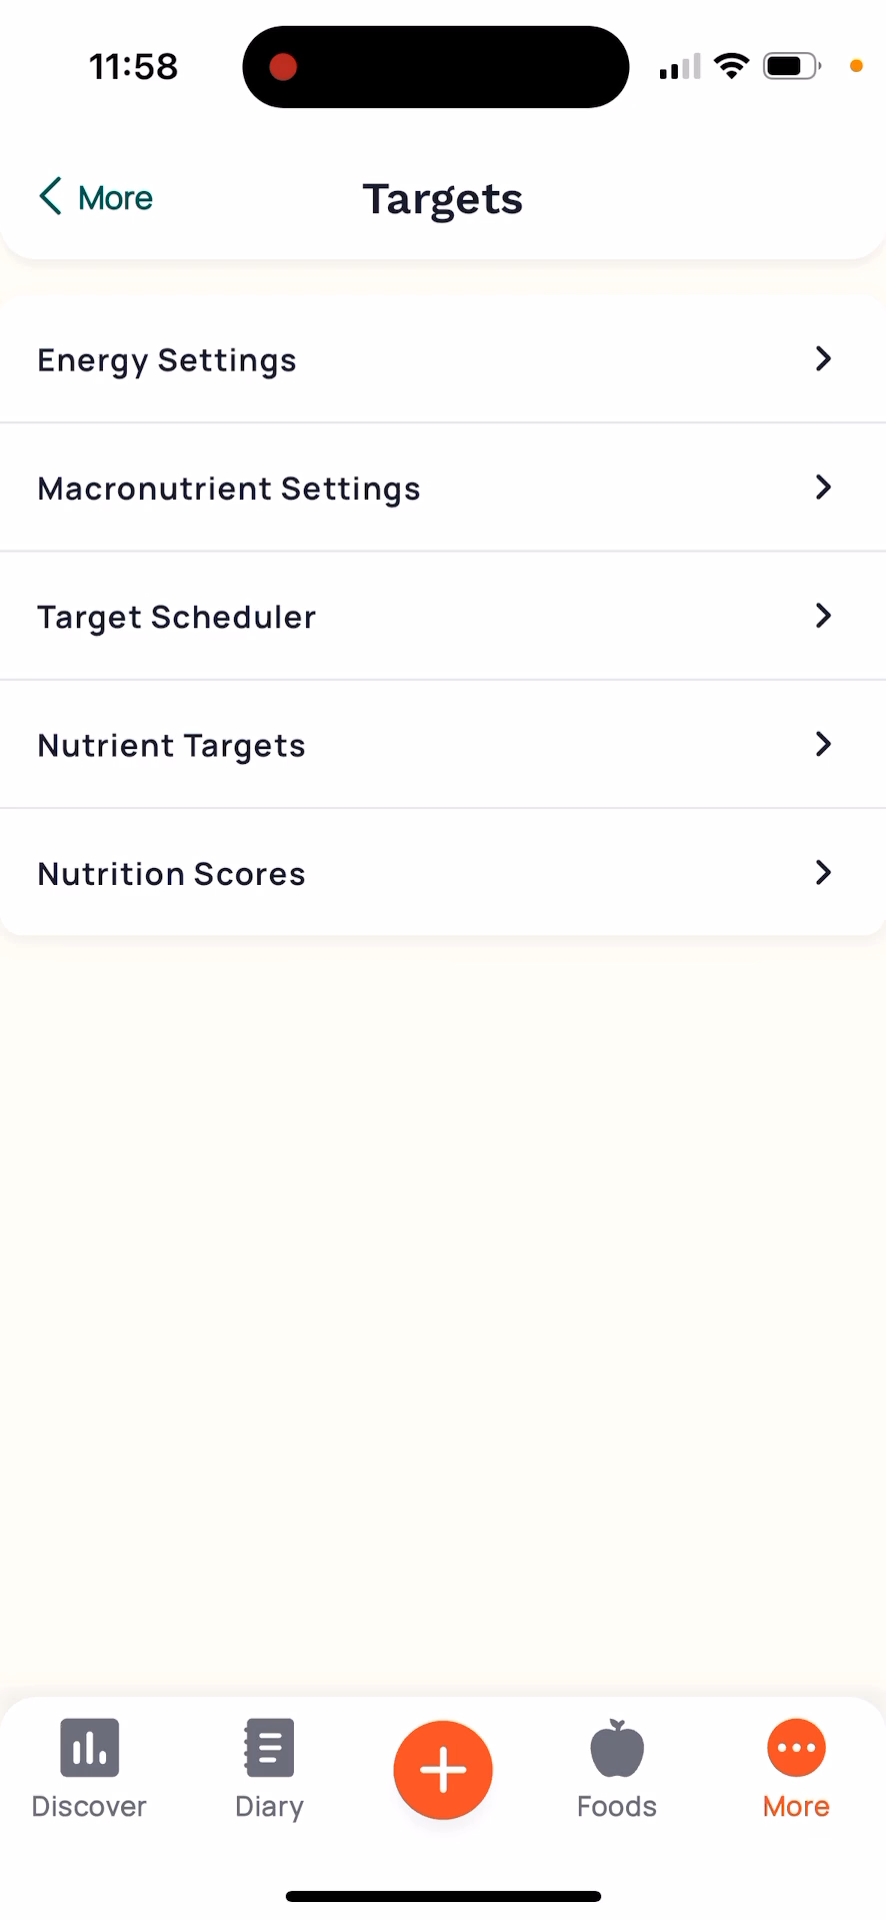 11:58
More
Targets
Energy Settings
Macronutrient Settings
Target Scheduler
Nutrient Targets
Nutrition Scores
Discover
Diary
Foods
More